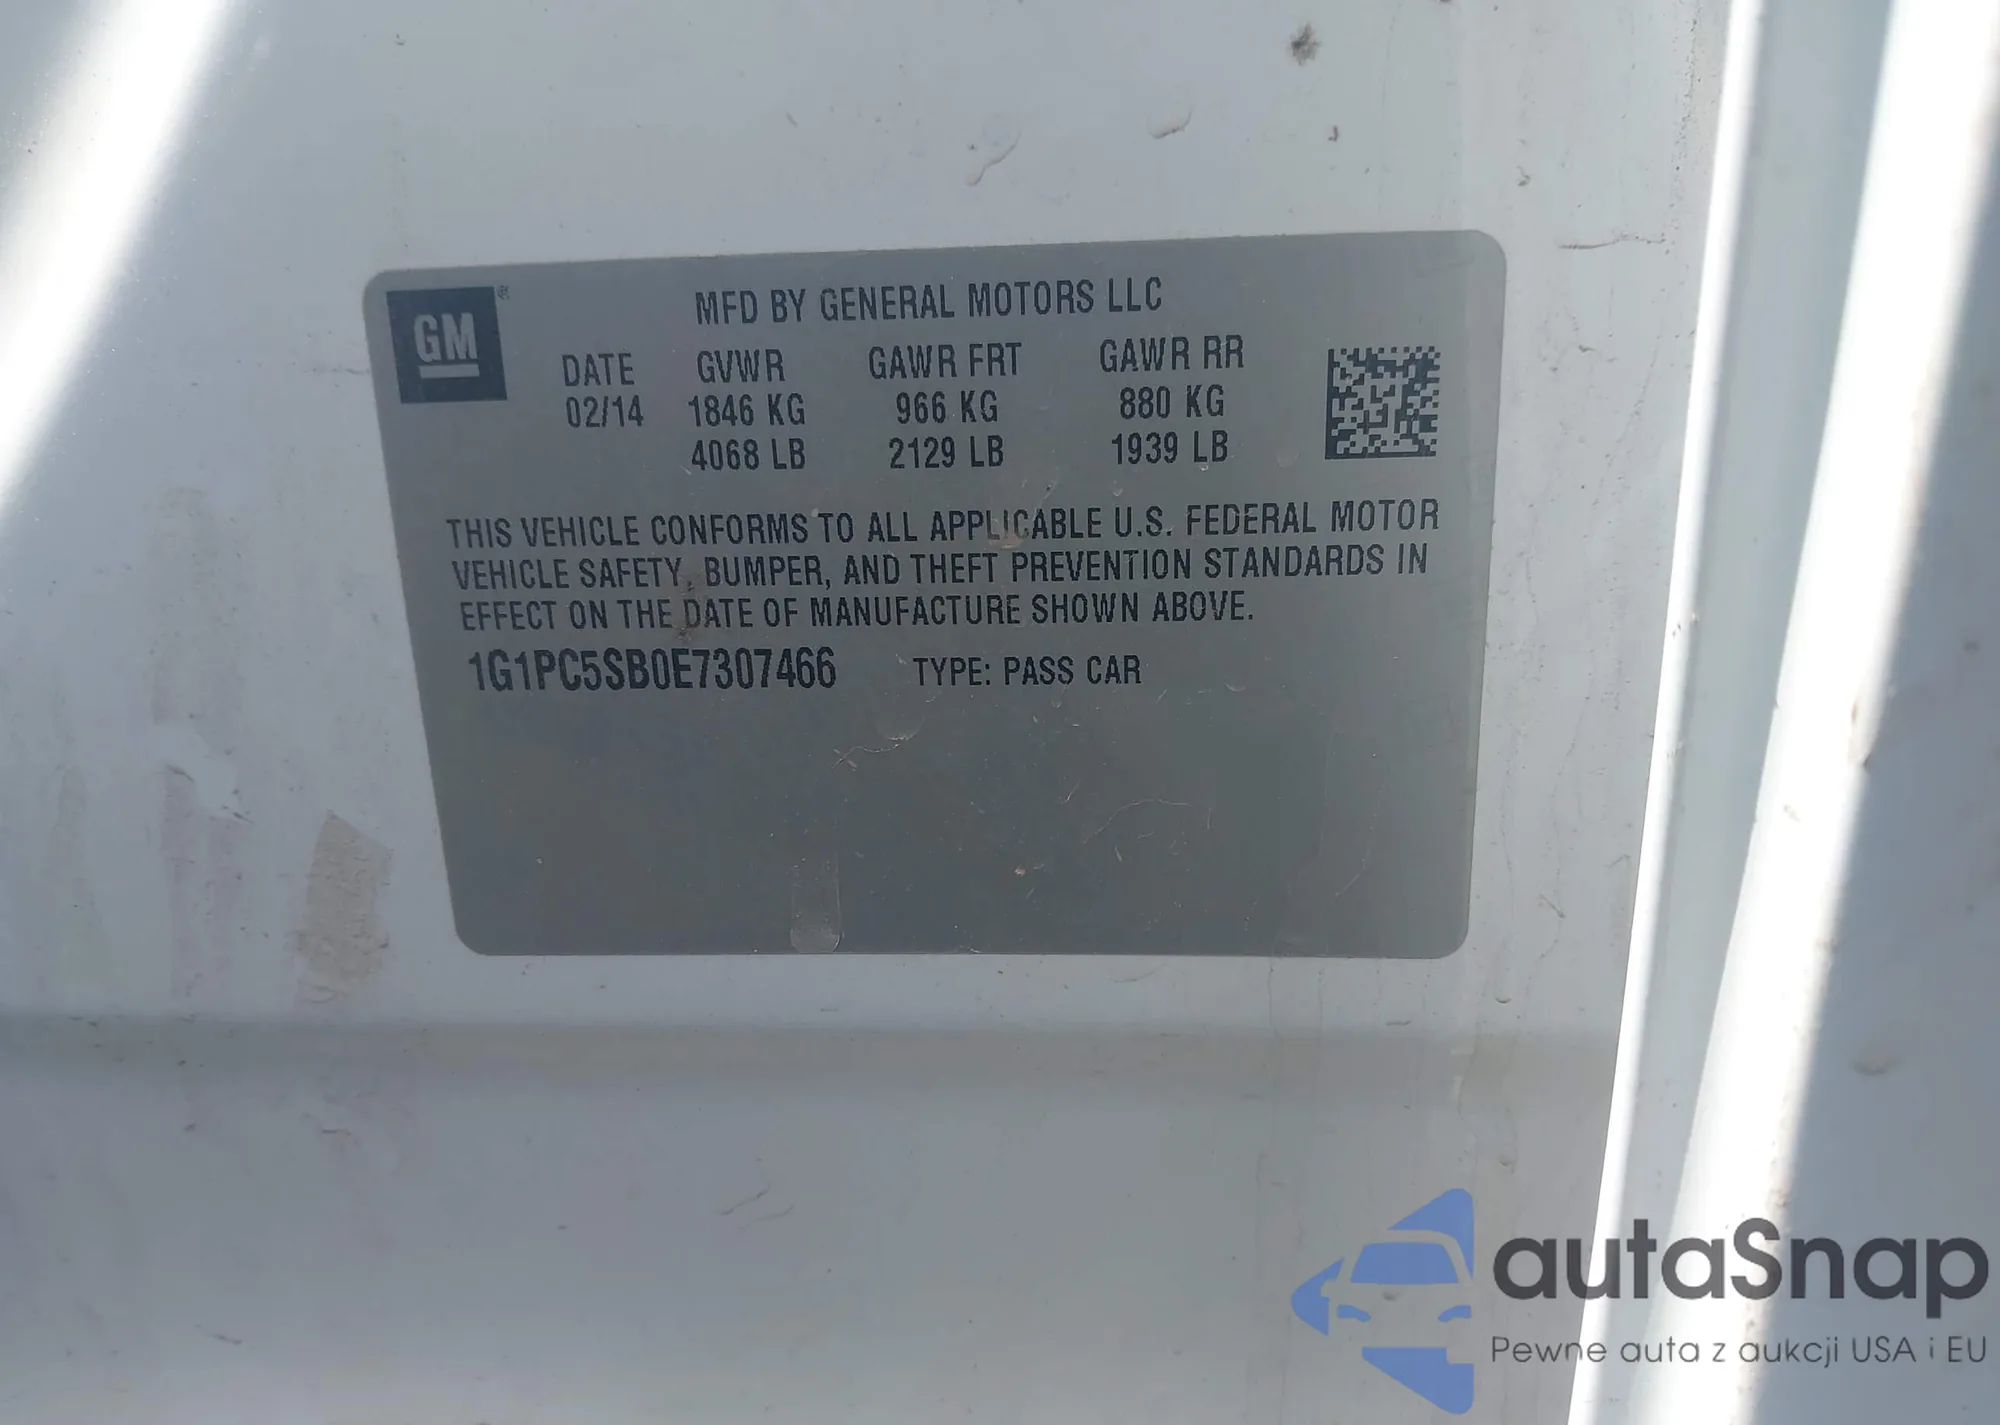 GM®
MFD BY GENERAL MOTORS LLC
DATE GVWR GAWR FRT GAWR RR
02/14 1846 KG 966 KG 880 KG
4068 LB 2129 LB 1939 LB
THIS VEHICLE CONFORMS TO ALL APPLICABLE U.S. FEDERAL MOTOR
VEHICLE SAFETY, BUMPER, AND THEFT PREVENTION STANDARDS IN
EFFECT ON THE DATE OF MANUFACTURE SHOWN ABOVE.
1G1PC5SB0E7307466 TYPE: PASS CAR
autaSnap
Pewne auta z aukcji USA i EU